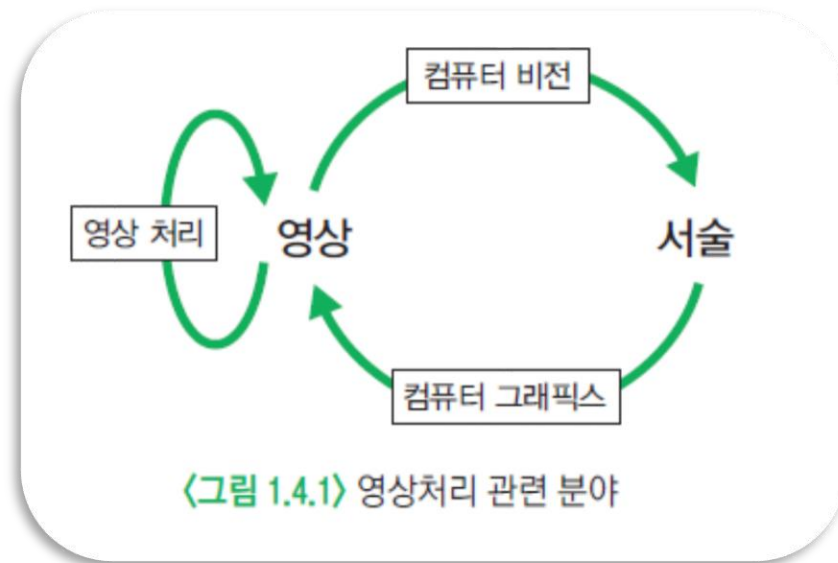 컴퓨터 비전
영상 처리
영상
서술
컴퓨터 그래픽스
〈그림 1.4.1〉 영상처리 관련 분야